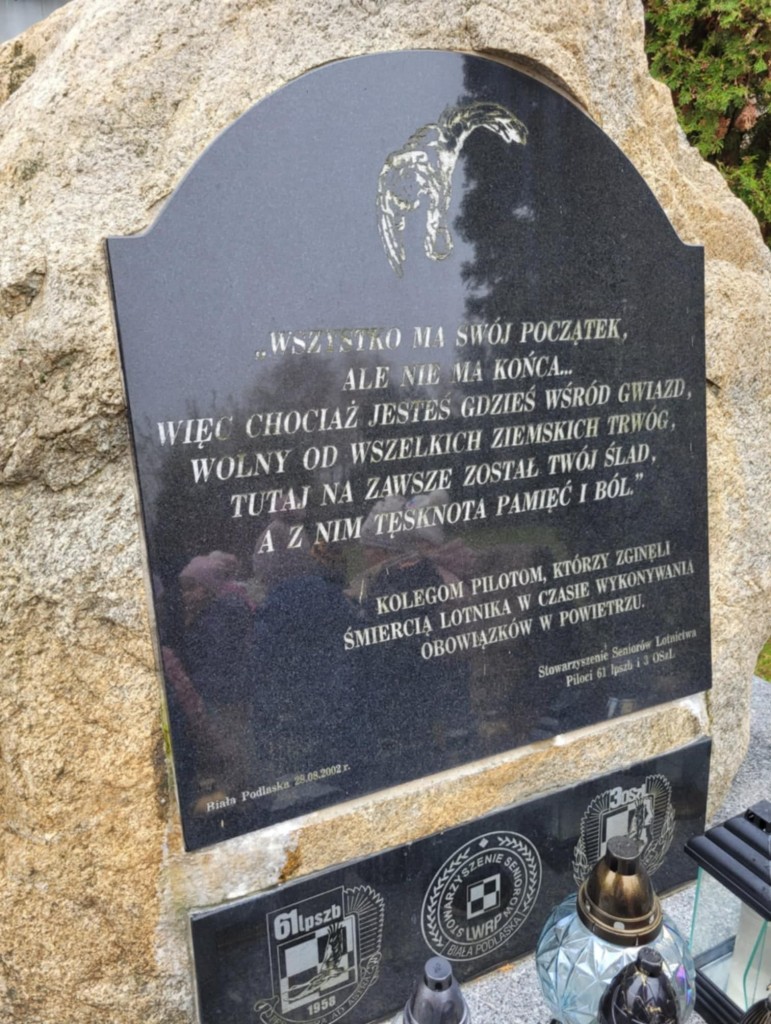 „WSZYSTKO MA SWÓJ POCZĄTEK,
ALE NIE MA KOŃCA...
WIĘC CHOCIAŻ JESTEŚ GDZIEŚ WŚRÓD GWIAZD,
WOLNY OD WSZELKICH ZIEMSKICH TRWÓG,
TUTAJ NA ZAWSZE ZOSTAŁ TWÓJ ŚLAD,
A Z NIM TĘSKNOTA PAMIĘĆ I BÓL."
KOLEGOM PILOTOM, KTÓRZY ZGINĘLI
ŚMIERCIĄ LOTNIKA W CZASIE WYKONYWANIA
OBOWIĄZKÓW W POWIETRZU.
Stowarzyszenie Seniorów Lotnictwa
Piloci 61 lpszb i 3 OSzL
Biała Podlaska 28.08.2002 r.
61lpszb
1958
STOWARZYSZENIE SENIORÓW
LWRP
BIAŁA PODLASKA
3OSzL